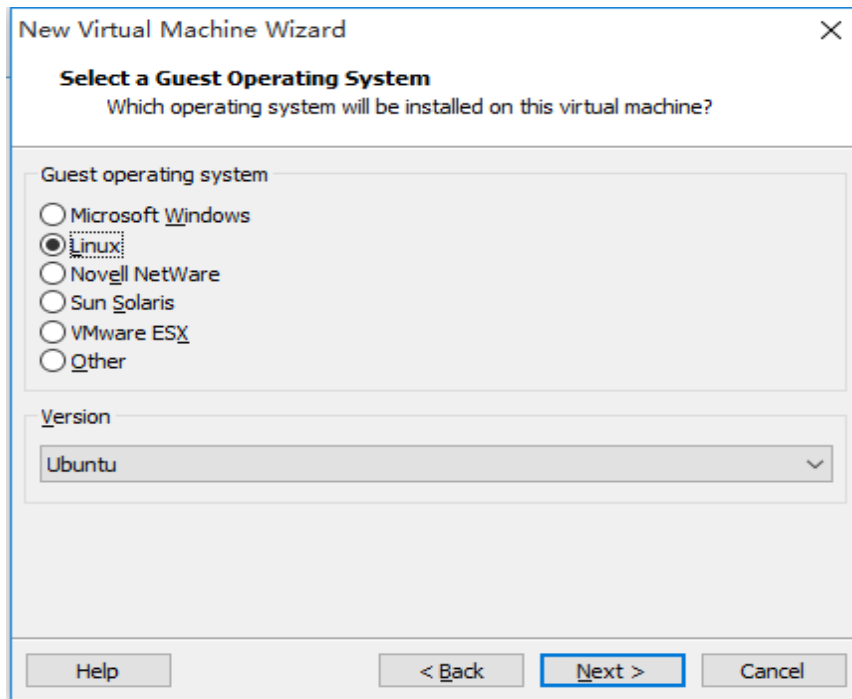 New Virtual Machine Wizard
Select a Guest Operating System
Which operating system will be installed on this virtual machine?
Guest operating system
Microsoft Windows
Linux
Novell NetWare
Sun Solaris
VMware ESX
Other
Version
Ubuntu
Help
< Back
Next >
Cancel